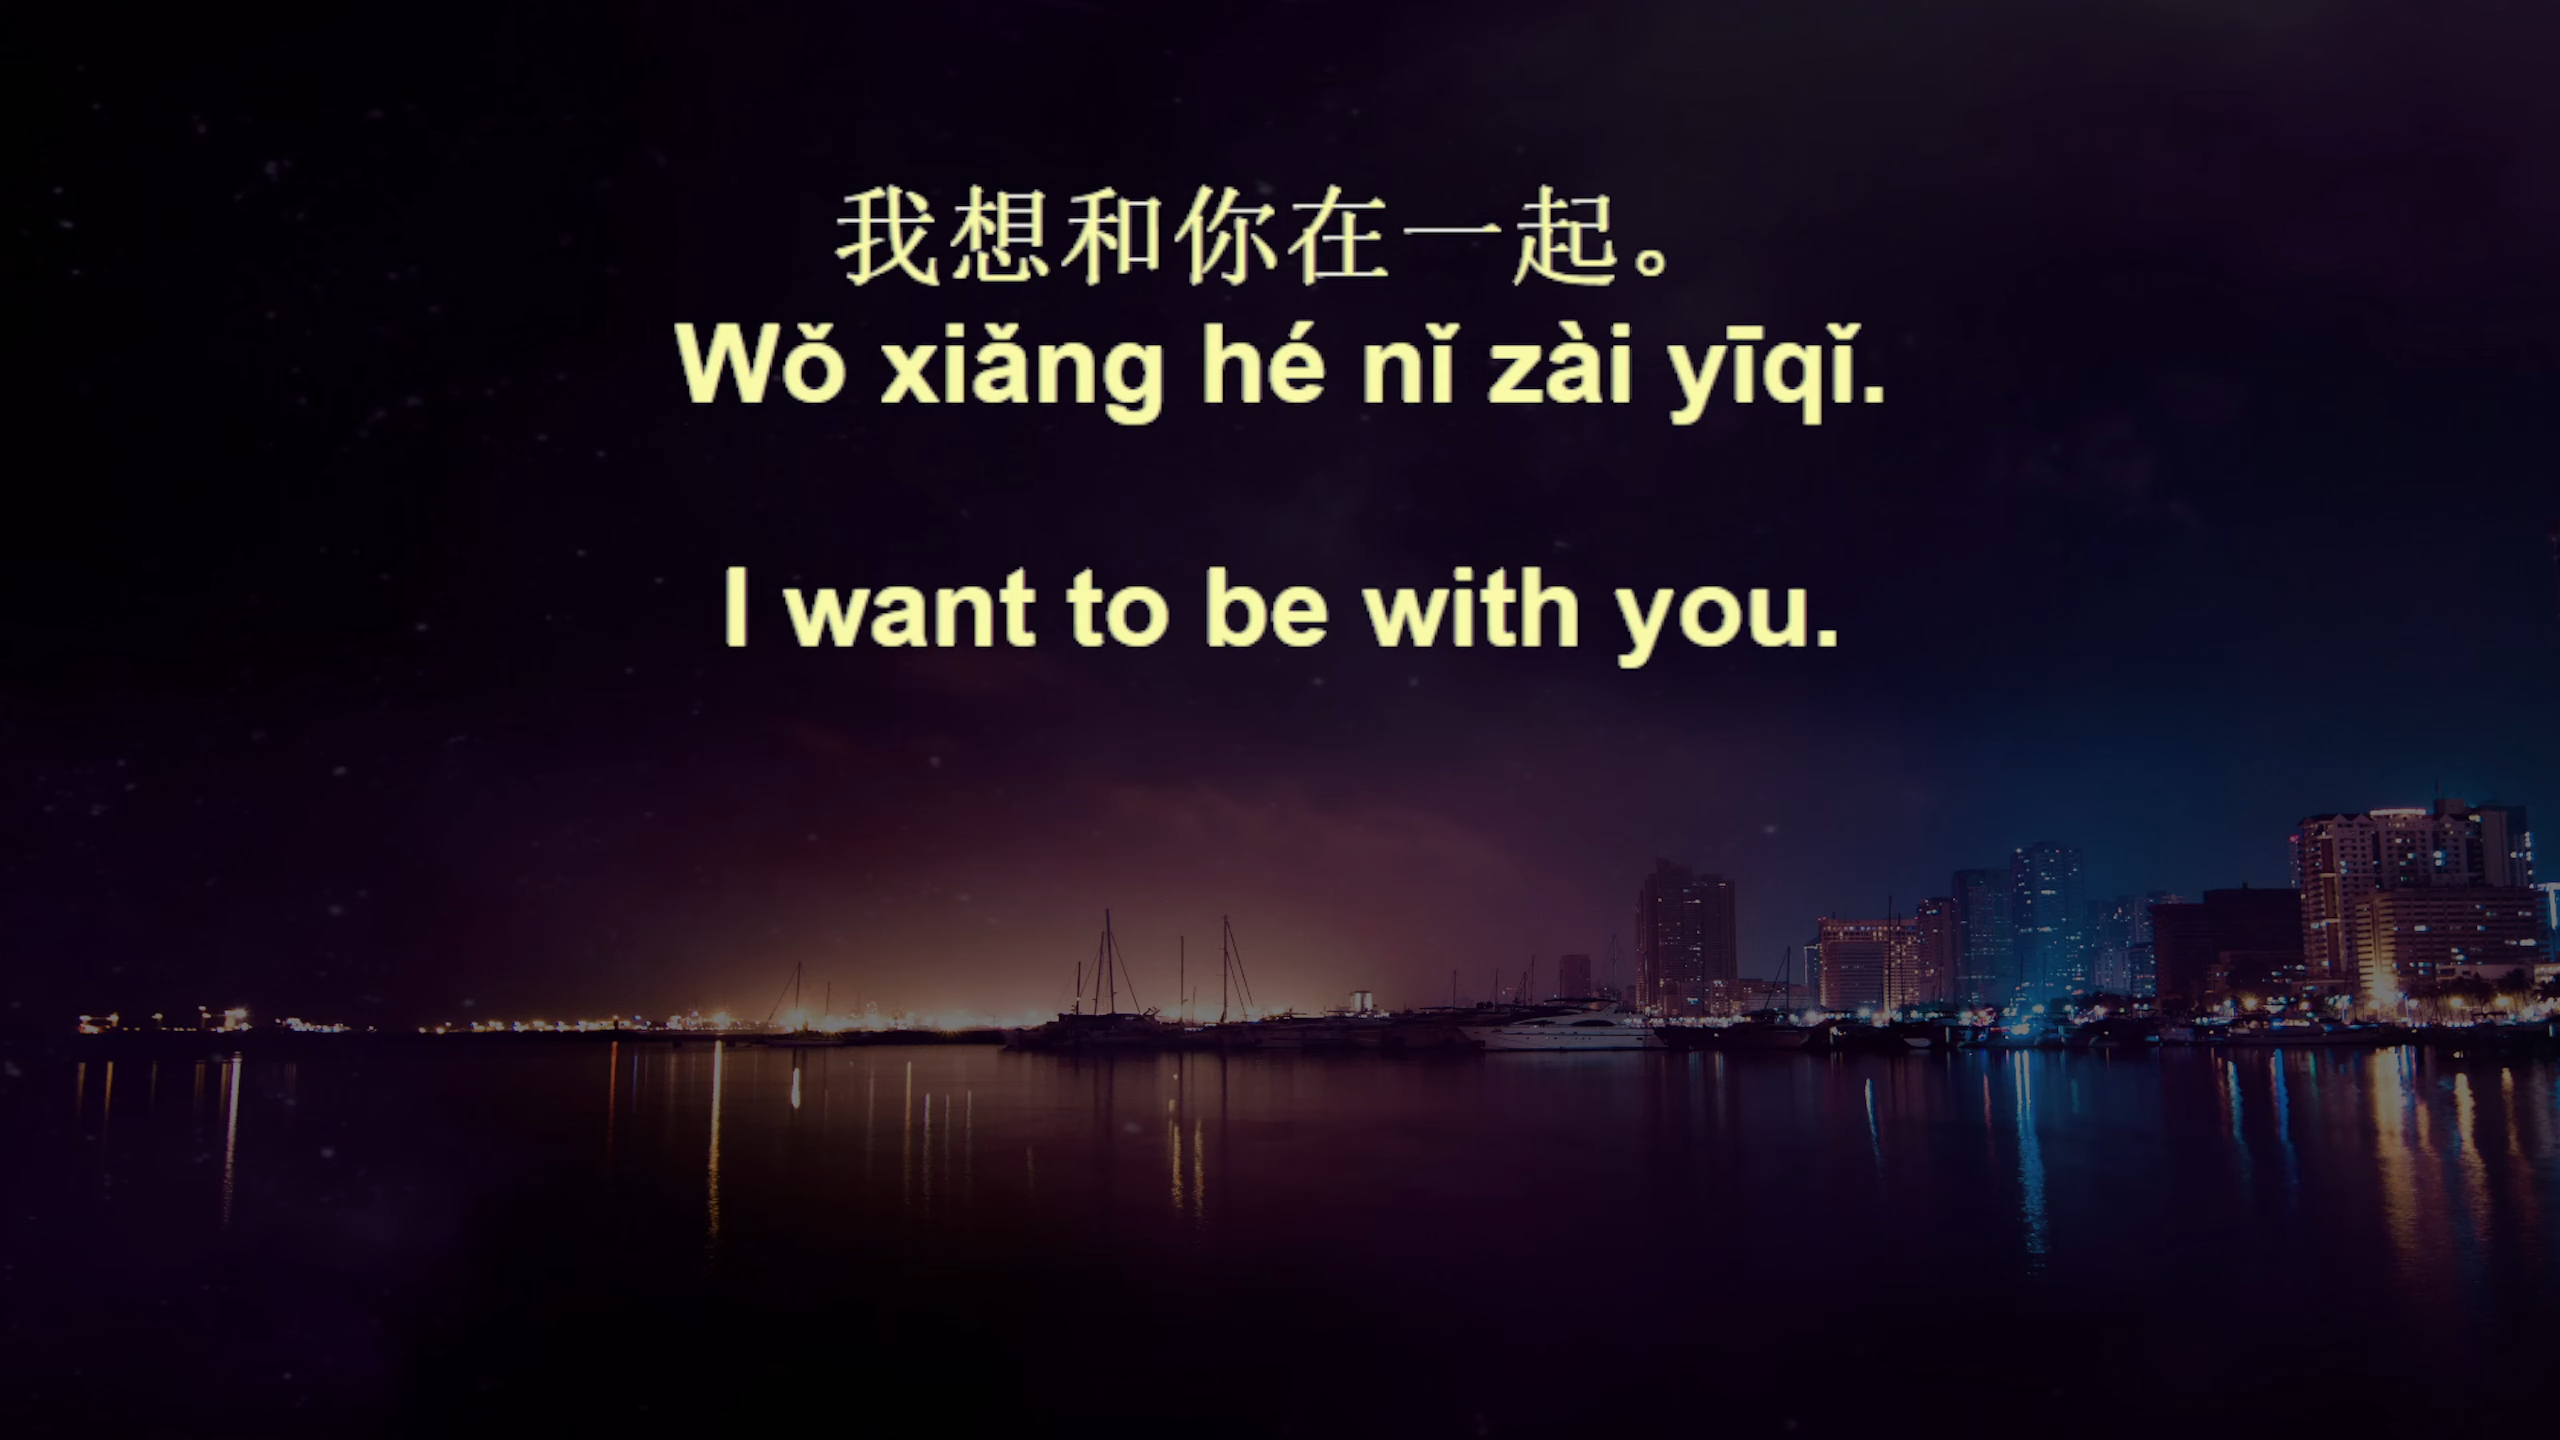 我想和你在一起。
Wǒ xiǎng hé nǐ zài yīqǐ.
I want to be with you.